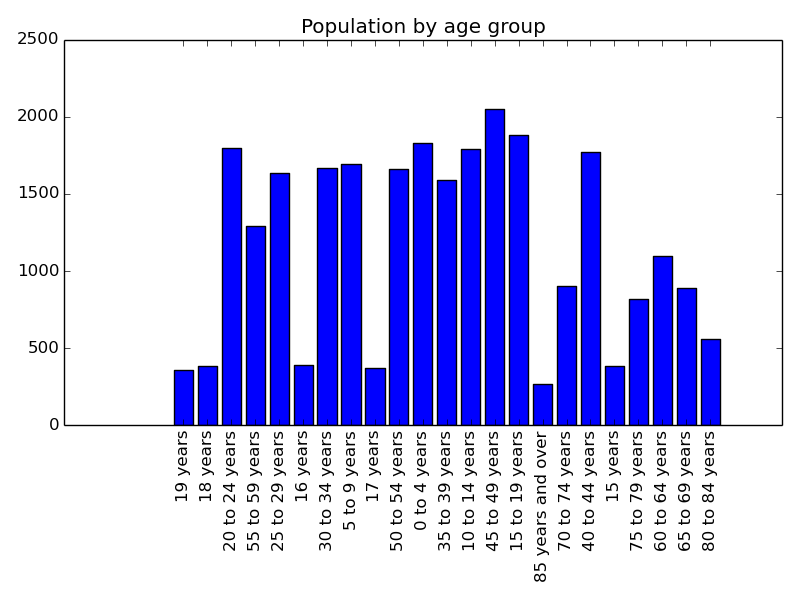 Population by age group
2500
2000
1500
1000
500
0
19 years
18 years
20 to 24 years
55 to 59 years
25 to 29 years
16 years
30 to 34 years
5 to 9 years
17 years
50 to 54 years
0 to 4 years
35 to 39 years
10 to 14 years
45 to 49 years
15 to 19 years
85 years and over
70 to 74 years
40 to 44 years
15 years
75 to 79 years
60 to 64 years
65 to 69 years
80 to 84 years